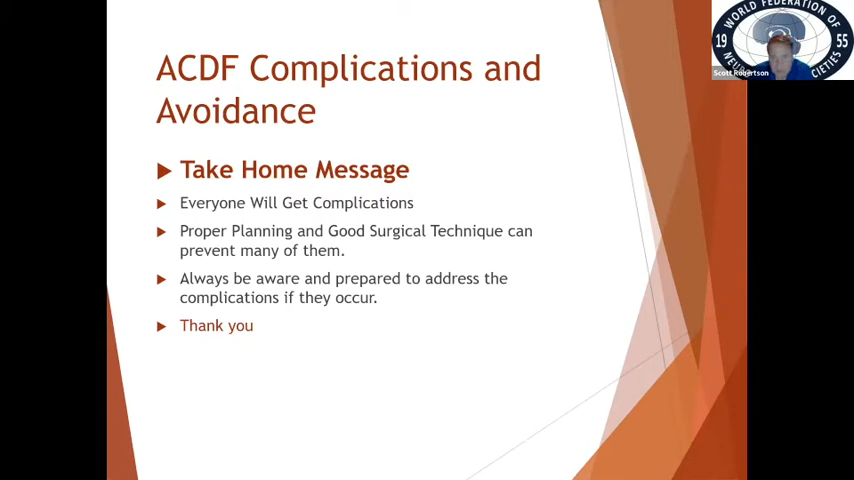 ACDF Complications and
Avoidance
Take Home Message
Everyone Will Get Complications
Proper Planning and Good Surgical Technique can
prevent many of them.
Always be aware and prepared to address the
complications if they occur.
Thank you
WORLD FEDERATION OF
19 55
CIETIES
Scott Robertson